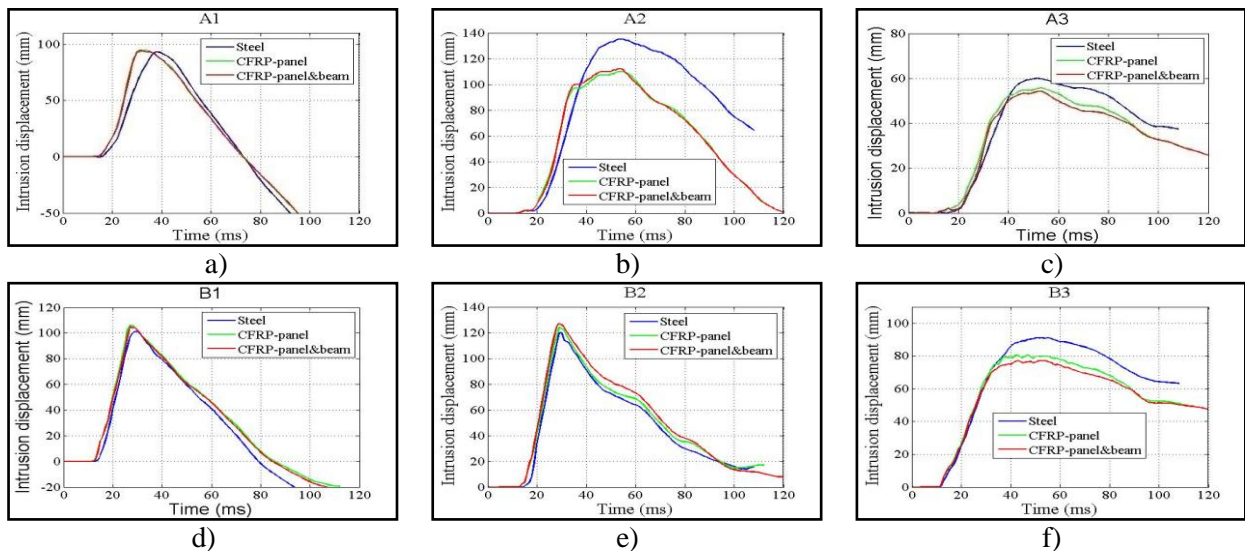 A1
Intrusion displacement (mm)
100
50
0
-50
0 20 40 60 80 100 120
Time (ms)
Steel
CFRP-panel
CFRP-panel&beam
a)
A2
Intrusion displacement (mm)
140
120
100
80
60
40
20
0
0 20 40 60 80 100 120
Time (ms)
Steel
CFRP-panel
CFRP-panel&beam
b)
A3
Intrusion displacement (mm)
80
60
40
20
0
0 20 40 60 80 100 120
Time (ms)
Steel
CFRP-panel
CFRP-panel&beam
c)
B1
Intrusion displacement (mm)
120
100
80
60
40
20
0
-20
0 20 40 60 80 100 120
Time (ms)
Steel
CFRP-panel
CFRP-panel&beam
d)
B2
Intrusion displacement (mm)
140
120
100
80
60
40
20
0
0 20 40 60 80 100 120
Time (ms)
Steel
CFRP-panel
CFRP-panel&beam
e)
B3
Intrusion displacement (mm)
100
80
60
40
20
0
0 20 40 60 80 100 120
Time (ms)
Steel
CFRP-panel
CFRP-panel&beam
f)